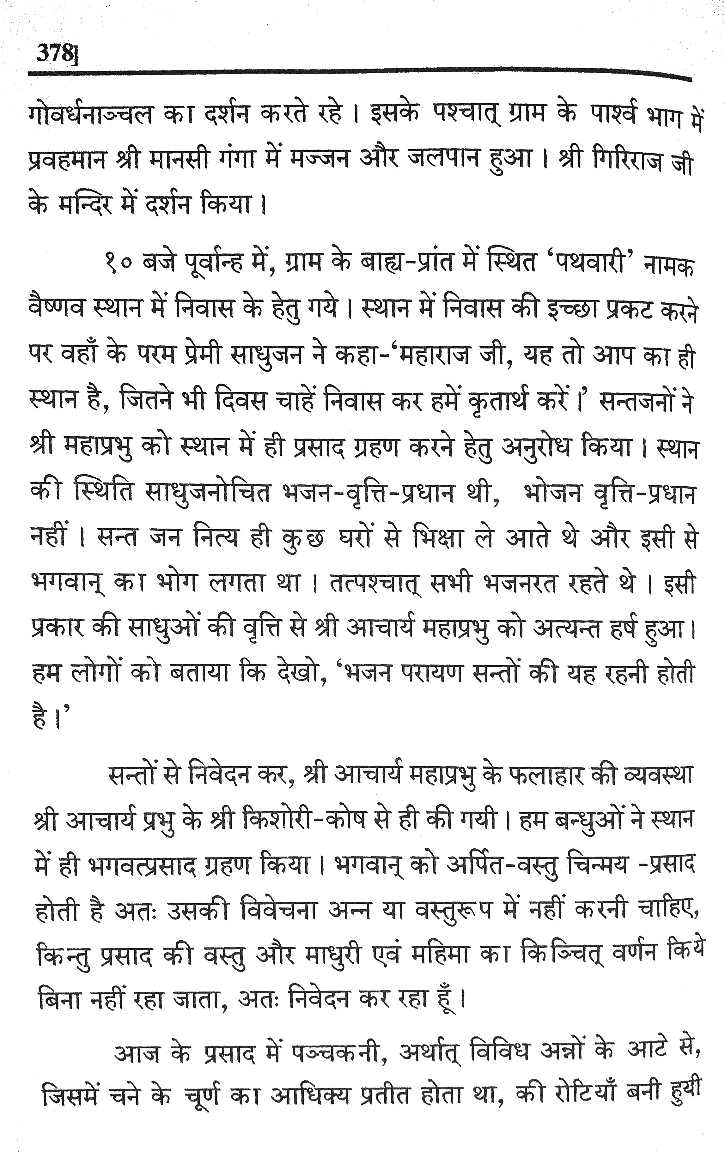 378]
गोवर्धनाञ्चल का दर्शन करते रहे । इसके पश्चात् ग्राम के पार्श्व भाग में
प्रवहमान श्री मानसी गंगा में मज्जन और जलपान हुआ । श्री गिरिराज जी
के मन्दिर में दर्शन किया ।
१० बजे पूर्वान्ह में, ग्राम के बाह्य-प्रांत में स्थित ‘पथवारी’ नामक
वैष्णव स्थान में निवास के हेतु गये । स्थान में निवास की इच्छा प्रकट करने
पर वहाँ के परम प्रेमी साधुजन ने कहा-‘महाराज जी, यह तो आप का ही
स्थान है, जितने भी दिवस चाहें निवास कर हमें कृतार्थ करें ।’ सन्तजनों ने
श्री महाप्रभु को स्थान में ही प्रसाद ग्रहण करने हेतु अनुरोध किया । स्थान
की स्थिति साधुजनोचित भजन-वृत्ति-प्रधान थी, भोजन वृत्ति-प्रधान
नहीं । सन्त जन नित्य ही कुछ घरों से भिक्षा ले आते थे और इसी से
भगवान् का भोग लगता था । तत्पश्चात् सभी भजनरत रहते थे । इसी
प्रकार की साधुओं की वृत्ति से श्री आचार्य महाप्रभु को अत्यन्त हर्ष हुआ ।
हम लोगों को बताया कि देखो, ‘भजन परायण सन्तों की यह रहनी होती
है ।’
सन्तों से निवेदन कर, श्री आचार्य महाप्रभु के फलाहार की व्यवस्था
श्री आचार्य प्रभु के श्री किशोरी-कोष से ही की गयी । हम बन्धुओं ने स्थान
में ही भगवत्प्रसाद ग्रहण किया । भगवान् को अर्पित-वस्तु चिन्मय -प्रसाद
होती है अतः उसकी विवेचना अन्न या वस्तुरूप में नहीं करनी चाहिए,
किन्तु प्रसाद की वस्तु और माधुरी एवं महिमा का किञ्चित् वर्णन किये
बिना नहीं रहा जाता, अतः निवेदन कर रहा हूँ ।
आज के प्रसाद में पञ्चकनी, अर्थात् विविध अन्नों के आटे से,
जिसमें चने के चूर्ण का आधिक्य प्रतीत होता था, की रोटियाँ बनी हुयी